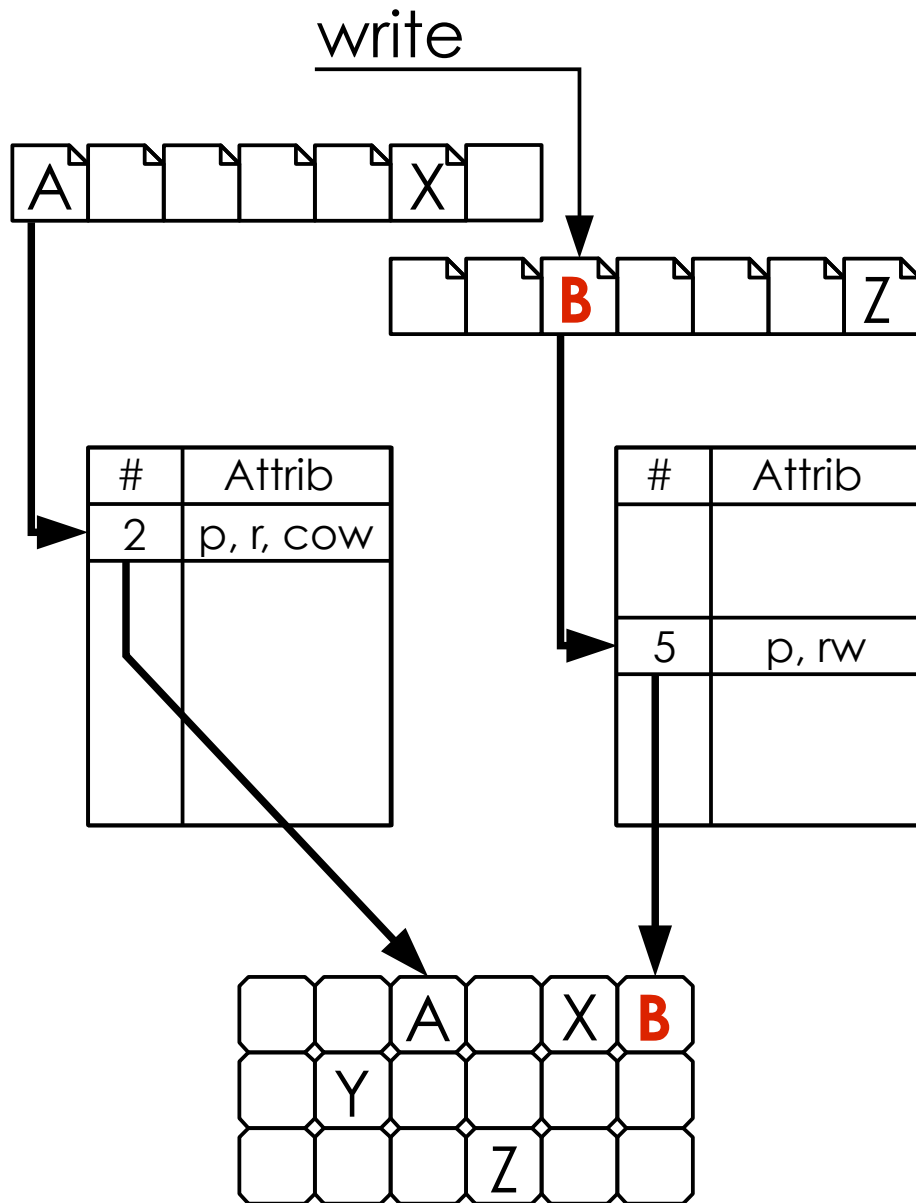 write
A X
B Z
# Attrib
2 p, r, cow
# Attrib
5 p, rw
A X B
Y
Z